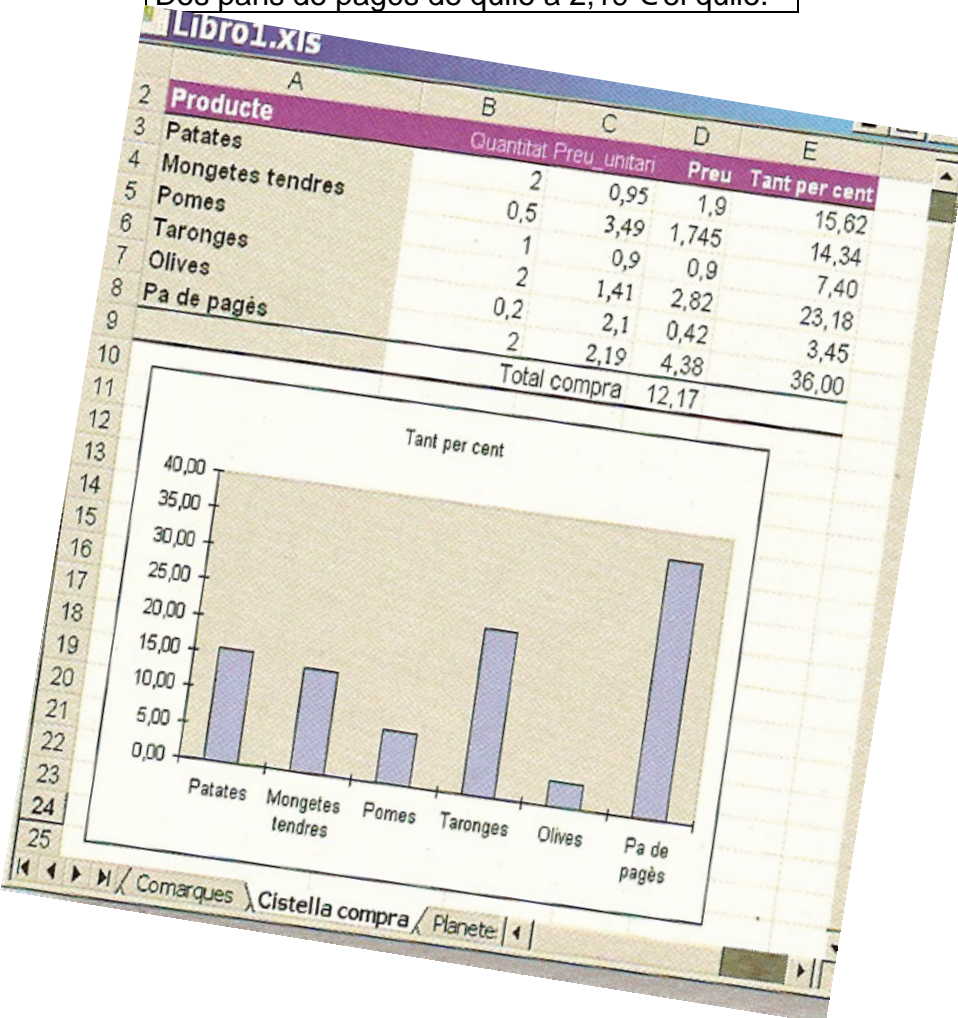 Dos pans de pagès de quilo a 2,19 € el quilo.
Libro1.xls
A B C D E
2 Producte Quantitat Preu_unitari Preu Tant per cent
3 Patates 2 0,95 1,9 15,62
4 Mongetes tendres 0,5 3,49 1,745 14,34
5 Pomes 1 0,9 0,9 7,40
6 Taronges 2 1,41 2,82 23,18
7 Olives 0,2 2,1 0,42 3,45
8 Pa de pagès 2 2,19 4,38 36,00
9 Total compra 12,17
10
11
12
13
14
15
16
17
18
19
20
21
22
23
24
25
Tant per cent
40,00
35,00
30,00
25,00
20,00
15,00
10,00
5,00
0,00
Patates Mongetes tendres Pomes Taronges Olives Pa de pagès
Comarques Cistella compra Planete